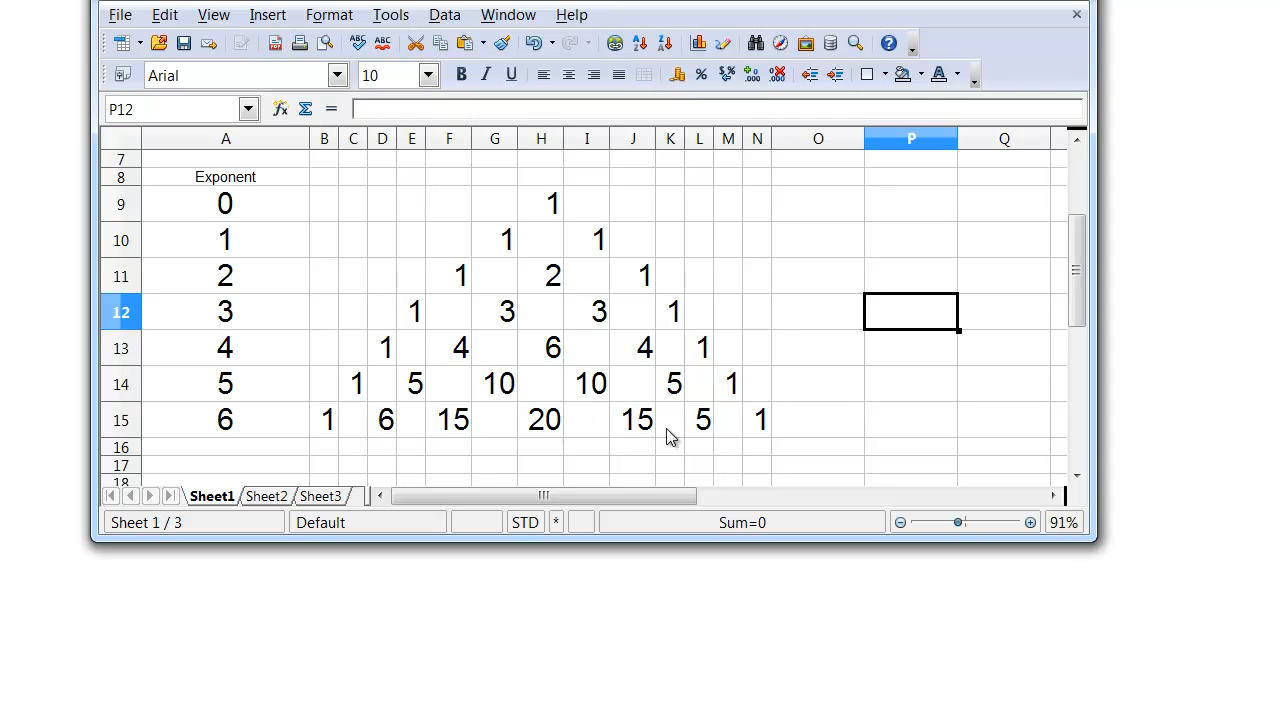 File Edit View Insert Format Tools Data Window Help
Arial 10
P12
A B C D E F G H I J K L M N O P Q
7
8 Exponent
9 0 1
10 1 1 1
11 2 1 2 1
12 3 1 3 3 1
13 4 1 4 6 4 1
14 5 1 5 10 10 5 1
15 6 1 6 15 20 15 5 1
16
17
18
Sheet1 Sheet2 Sheet3
Sheet 1 / 3 Default STD * Sum=0 91%